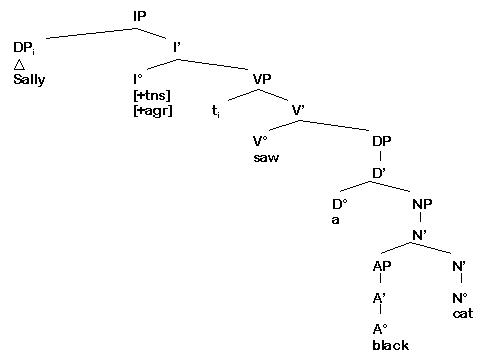 IP
DPi I’
△
Sally I° VP
[+tns]
[+agr] ti V’
V° DP
saw
D’
D° NP
a
N’
AP N’
A’ N°
cat
A°
black